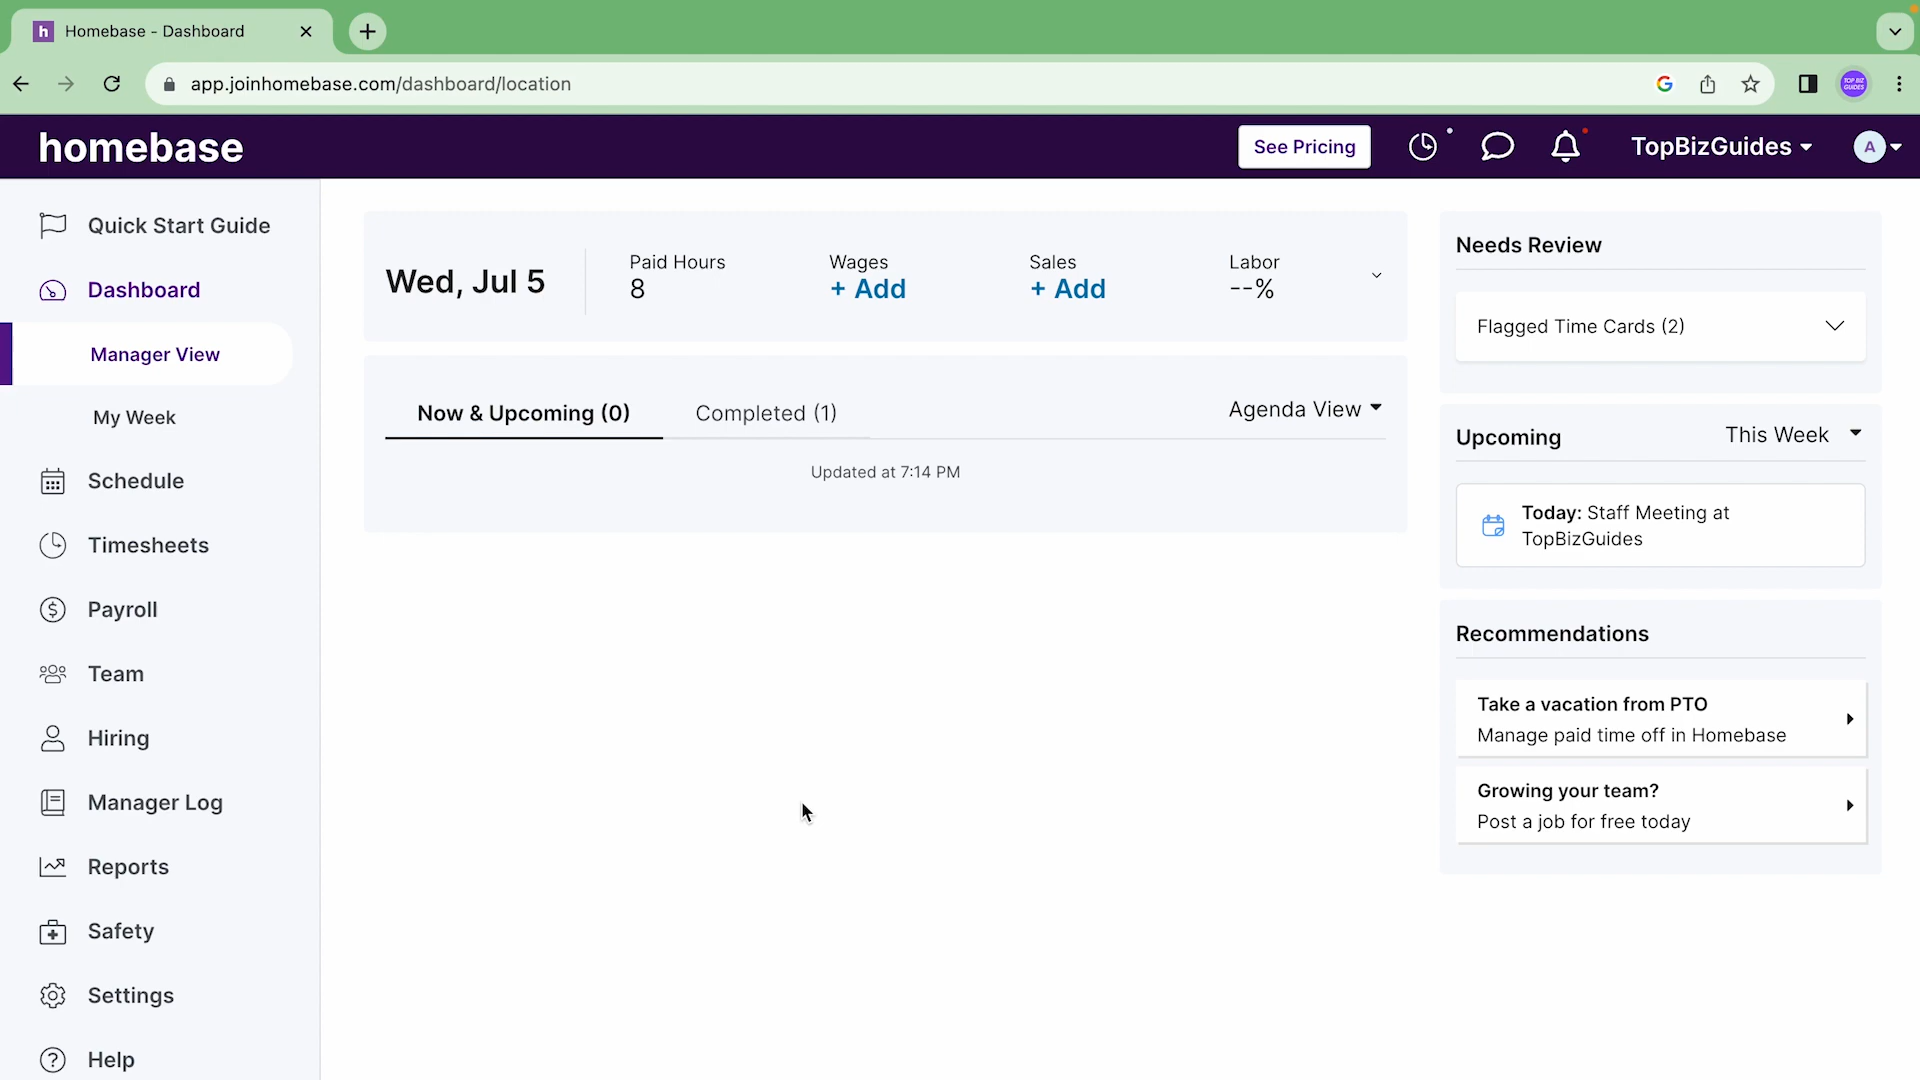 h Homebase - Dashboard
app.joinhomebase.com/dashboard/location
TOP BIZ GUIDES
homebase
See Pricing
TopBizGuides
A
Quick Start Guide
Dashboard
Manager View
My Week
Schedule
Timesheets
Payroll
Team
Hiring
Manager Log
Reports
Safety
Settings
Help
Wed, Jul 5
Paid Hours
8
Wages
+ Add
Sales
+ Add
Labor
--%
Now & Upcoming (0)
Completed (1)
Agenda View
Updated at 7:14 PM
Needs Review
Flagged Time Cards (2)
Upcoming
This Week
Today: Staff Meeting at
TopBizGuides
Recommendations
Take a vacation from PTO
Manage paid time off in Homebase
Growing your team?
Post a job for free today